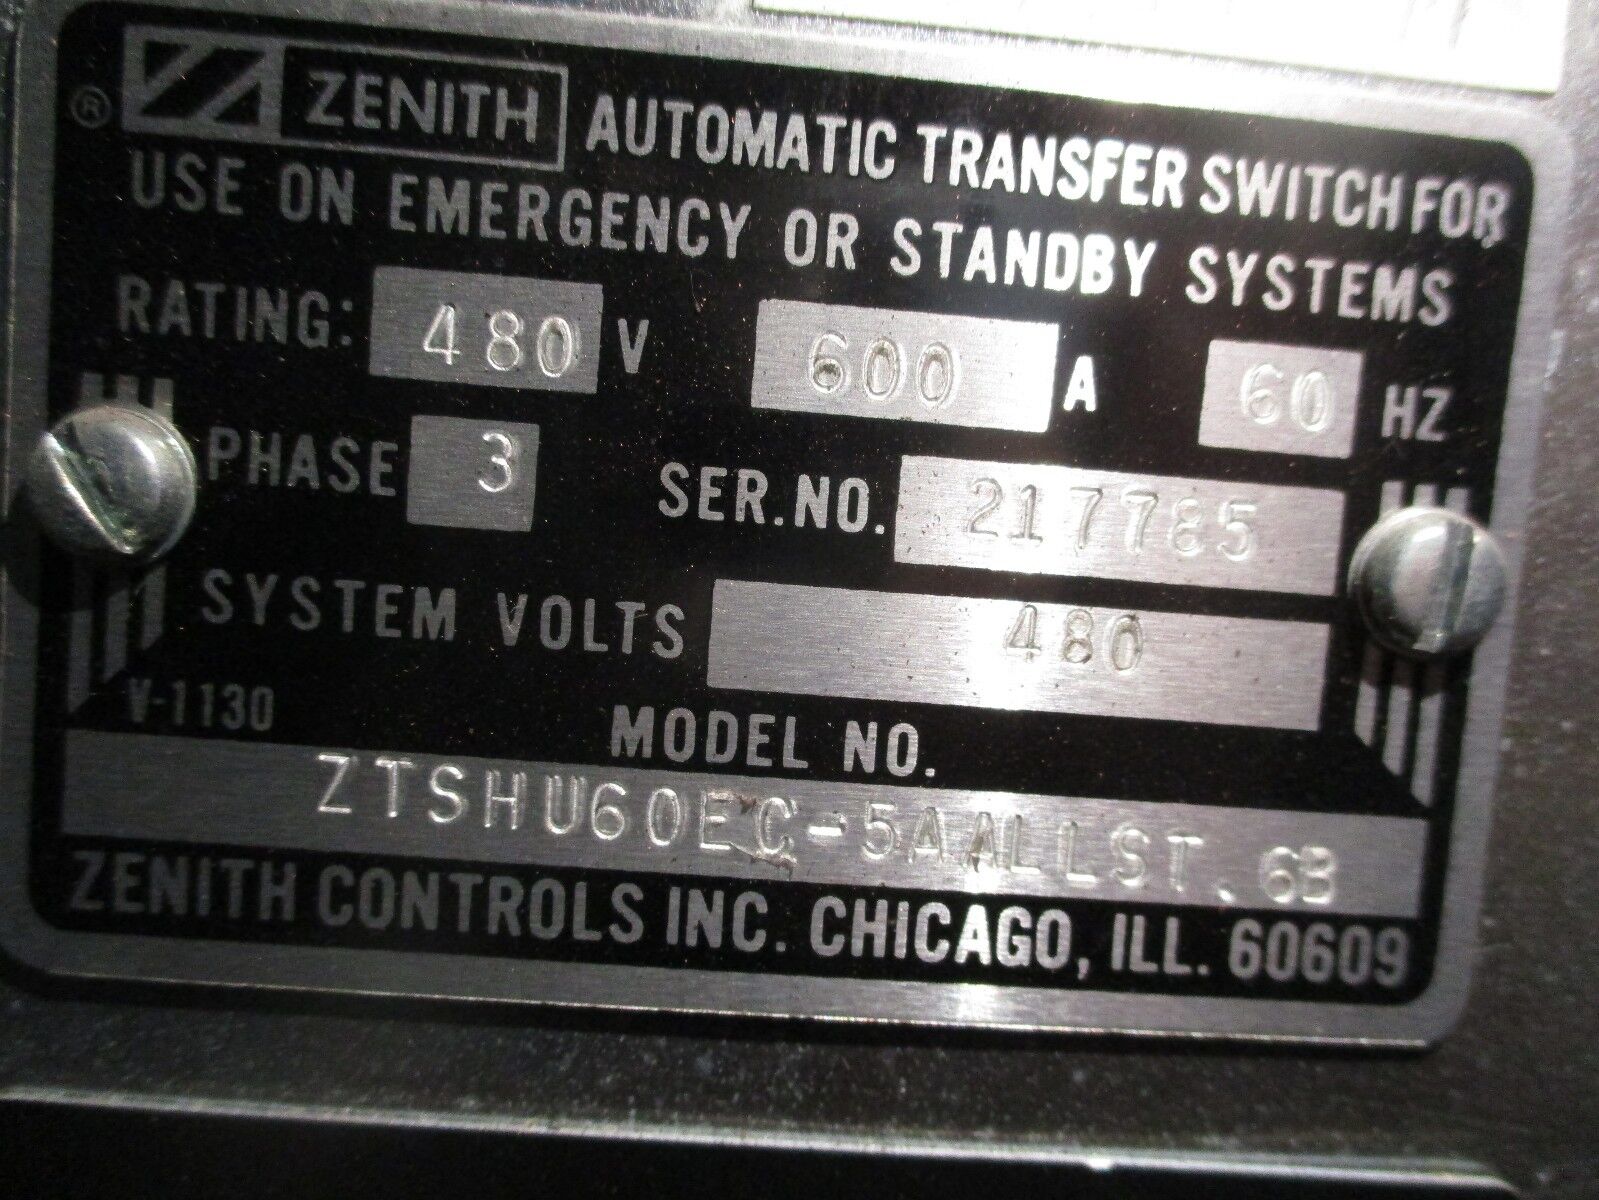 ® ZENITH AUTOMATIC TRANSFER SWITCH FOR
USE ON EMERGENCY OR STANDBY SYSTEMS
RATING: 480 V 600 A 60 HZ
PHASE 3 SER.NO. 217785
SYSTEM VOLTS 480
V-1130 MODEL NO.
ZTSHU60EC-5AALLST.6B
ZENITH CONTROLS INC. CHICAGO, ILL. 60609